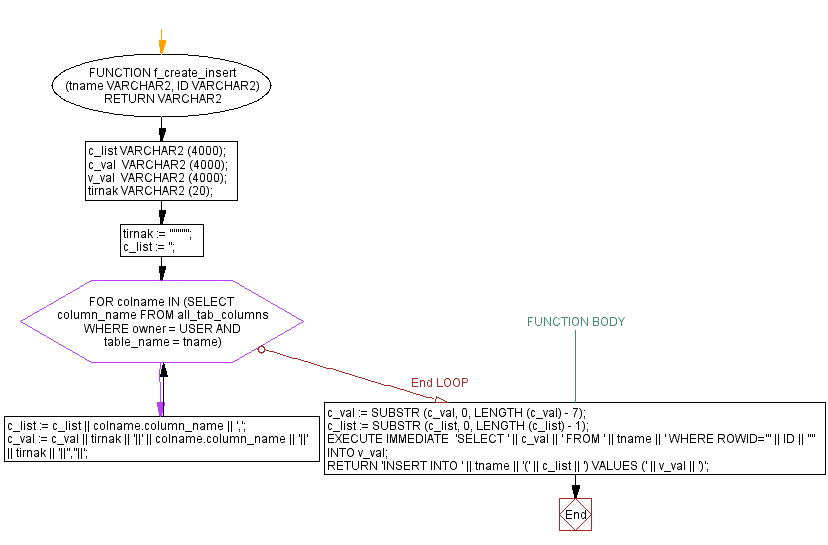 FUNCTION f_create_insert
(tname VARCHAR2, ID VARCHAR2)
RETURN VARCHAR2
c_list VARCHAR2 (4000);
c_val  VARCHAR2 (4000);
v_val  VARCHAR2 (4000);
tirnak VARCHAR2 (20);
tirnak := '''''''';
c_list := '';
FOR colname IN (SELECT
column_name FROM all_tab_columns
WHERE owner = USER AND
table_name = tname)
c_list := c_list || colname.column_name || ',';
c_val := c_val || tirnak || '||' || colname.column_name || '||'
|| tirnak || '||'',''||';
End LOOP
FUNCTION BODY
c_val := SUBSTR (c_val, 0, LENGTH (c_val) - 7);
c_list := SUBSTR (c_list, 0, LENGTH (c_list) - 1);
EXECUTE IMMEDIATE  'SELECT ' || c_val || ' FROM ' || tname || ' WHERE ROWID=''' || ID || ''''
INTO v_val;
RETURN 'INSERT INTO ' || tname || '(' || c_list || ') VALUES (' || v_val || ')';
End